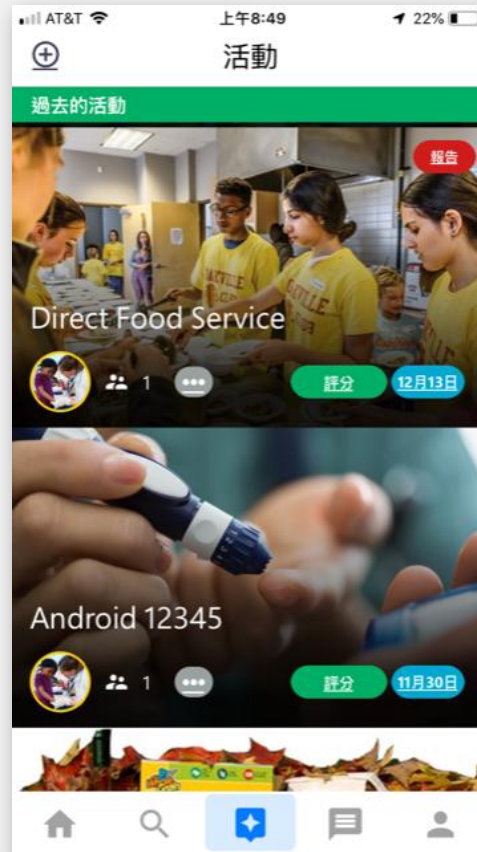 AT&T
上午8:49
22%
活動
過去的活動
報告
Direct Food Service
1
評分
12月13日
Android 12345
1
評分
11月30日